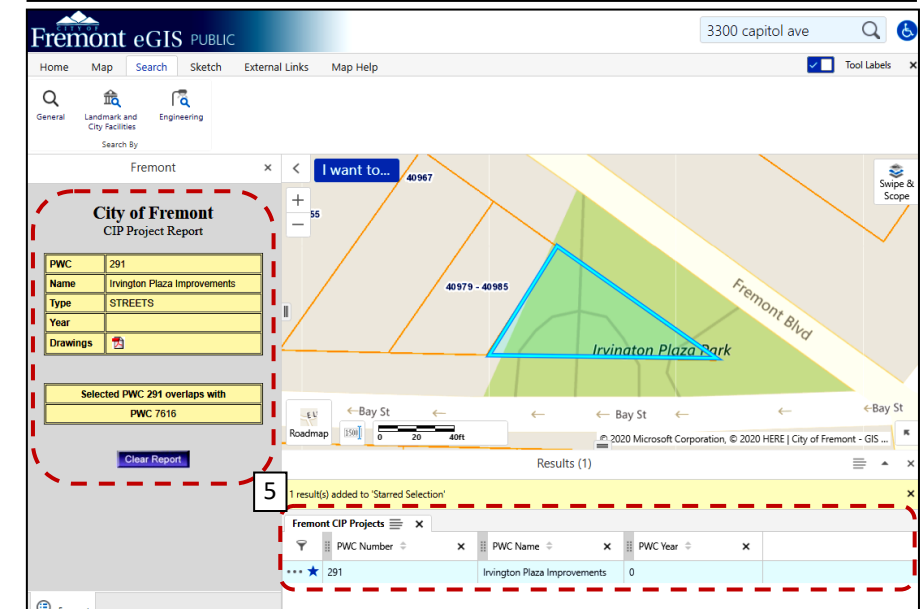 CITY OF
Fremont eGIS PUBLIC
3300 capitol ave
Home Map Search Sketch External Links Map Help
Tool Labels
General
Landmark and City Facilities
Engineering
Search By
Fremont
I want to...
40967
Swipe & Scope
55
City of Fremont
CIP Project Report
PWC 291
Name Irvington Plaza Improvements
Type STREETS
Year
Drawings
40979 - 40985
Fremont Blvd
Irvington Plaza Park
Selected PWC 291 overlaps with
PWC 7616
Clear Report
←Bay St ← ← ← Bay St ← ← ←Bay St
Roadmap
0 20 40ft
© 2020 Microsoft Corporation, © 2020 HERE | City of Fremont - GIS ...
Results (1)
5
1 result(s) added to 'Starred Selection'
Fremont CIP Projects
PWC Number PWC Name PWC Year
291 Irvington Plaza Improvements 0